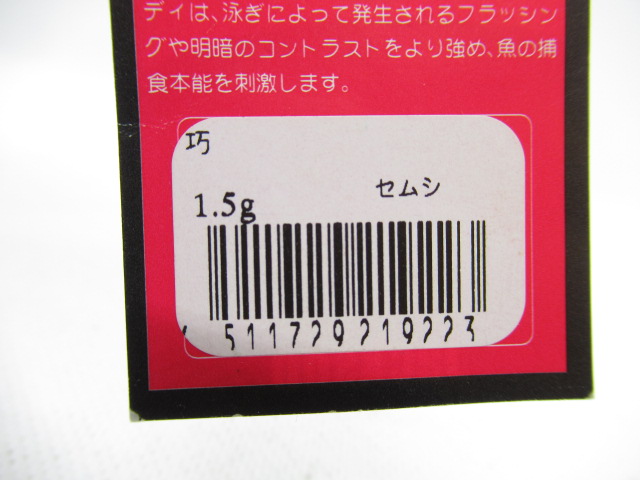 ディは、泳ぎによって発生されるフラッシン
グや明暗のコントラストをより強め、魚の捕
食本能を刺激します。
巧
1.5g セムシ
4 511729 219223